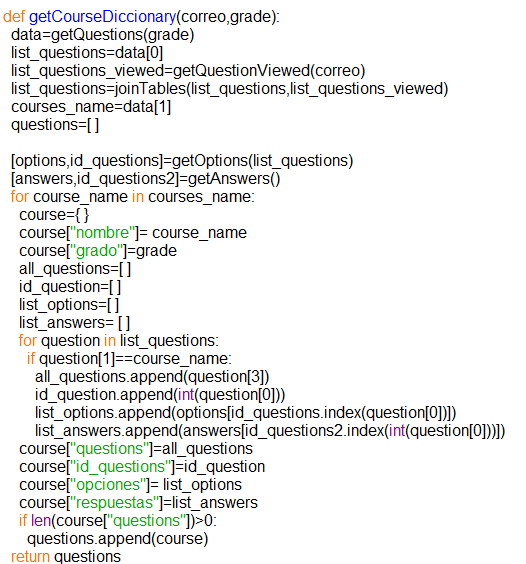 def getCourseDiccionary(correo,grade):
data=getQuestions(grade)
list_questions=data[0]
list_questions_viewed=getQuestionViewed(correo)
list_questions=joinTables(list_questions,list_questions_viewed)
courses_name=data[1]
questions=[ ]
[options,id_questions]=getOptions(list_questions)
[answers,id_questions2]=getAnswers()
for course_name in courses_name:
course={ }
course["nombre"]= course_name
course["grado"]=grade
all_questions=[ ]
id_question=[ ]
list_options=[ ]
list_answers= [ ]
for question in list_questions:
if question[1]==course_name:
all_questions.append(question[3])
id_question.append(int(question[0]))
list_options.append(options[id_questions.index(question[0])])
list_answers.append(answers[id_questions2.index(int(question[0]))])
course["questions"]=all_questions
course["id_questions"]=id_question
course["opciones"]= list_options
course["respuestas"]=list_answers
if len(course["questions"])>0:
questions.append(course)
return questions